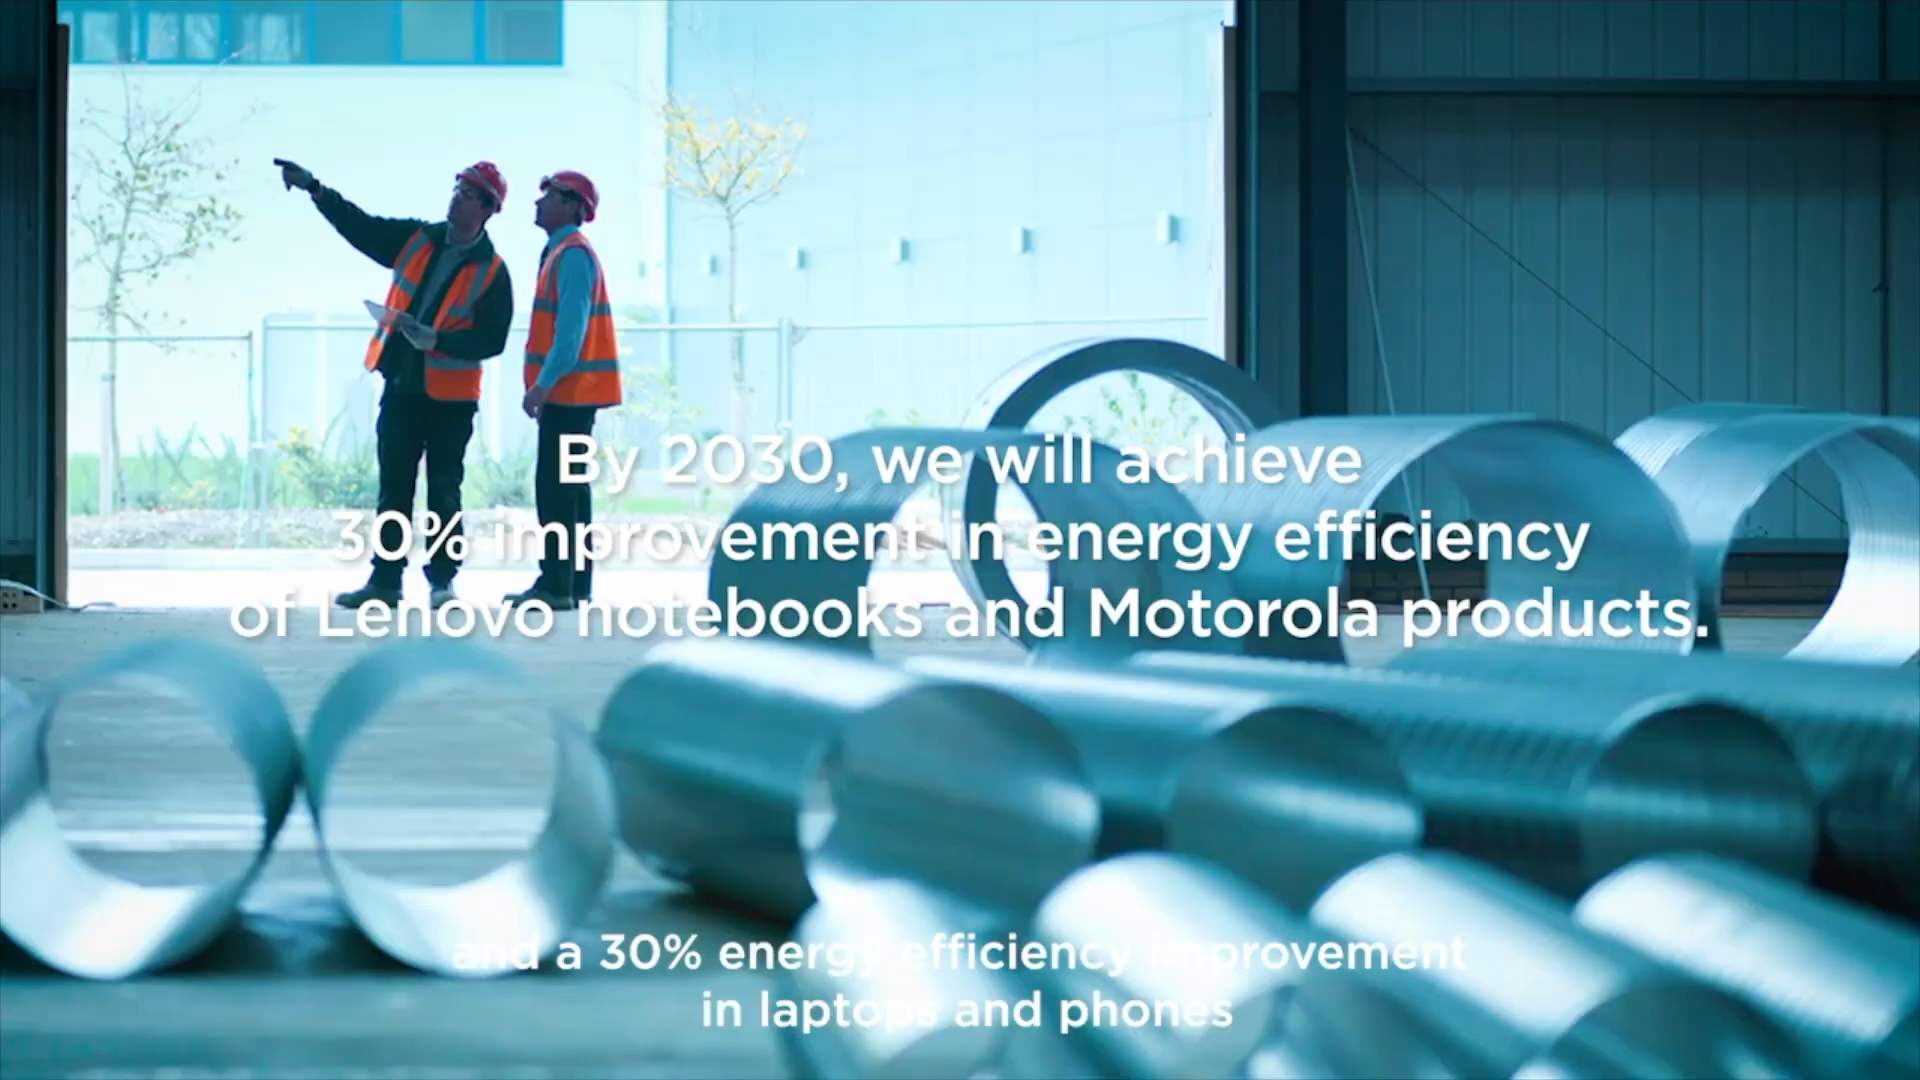 By 2030, we will achieve
30% improvement in energy efficiency
of Lenovo notebooks and Motorola products.
and a 30% energy efficiency improvement
in laptops and phones